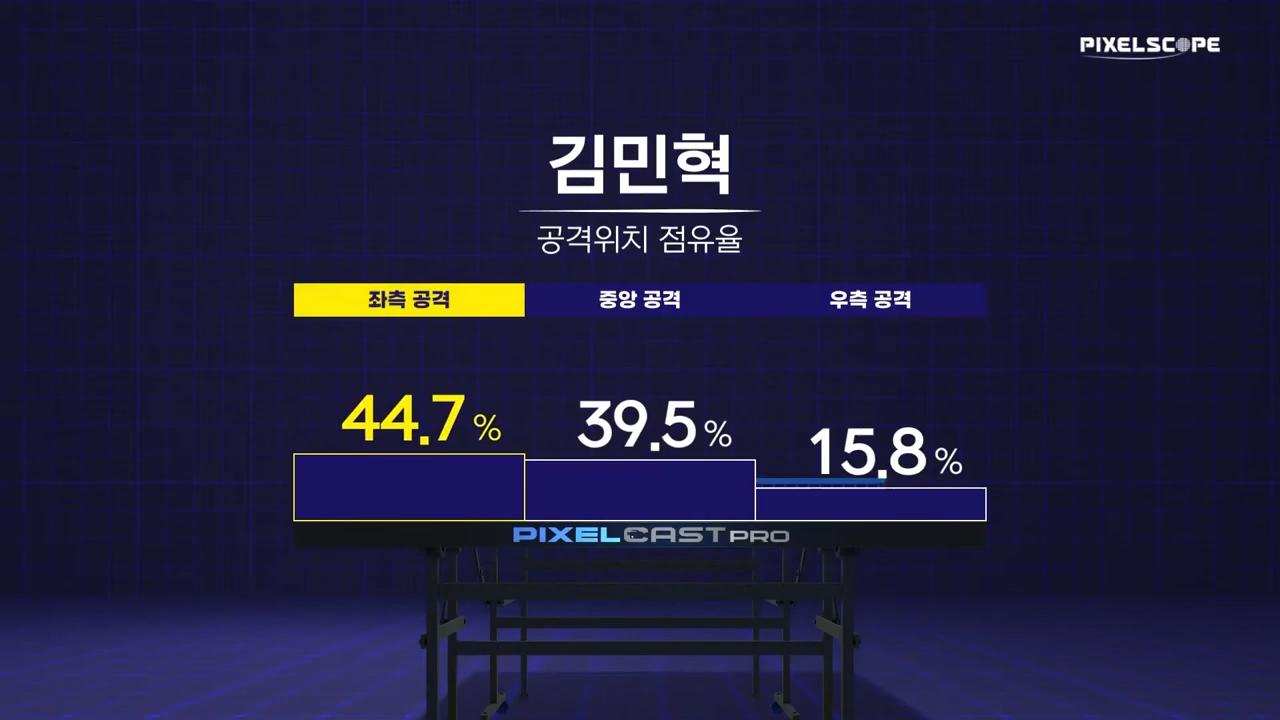 PIXELSCOPE
김민혁
공격위치 점유율
좌측 공격 중앙 공격 우측 공격
44.7% 39.5% 15.8%
PIXELCAST PRO